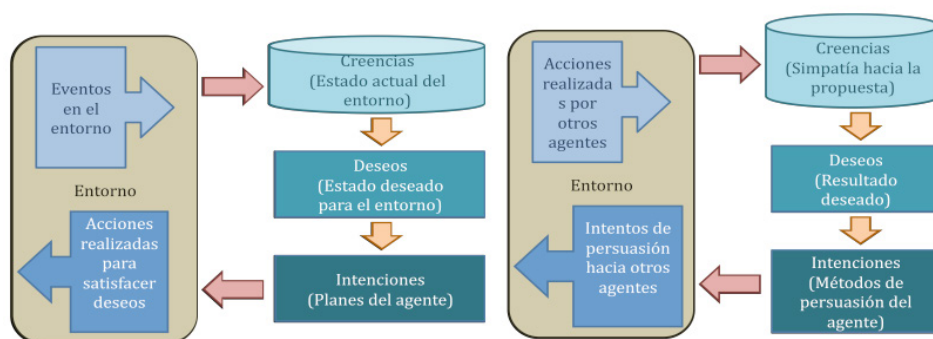 Eventos
en el
entorno
Entorno
Acciones
realizadas
para
satisfacer
deseos
Creencias
(Estado actual del
entorno)
Deseos
(Estado deseado
para el entorno)
Intenciones
(Planes del agente)
Acciones
realizada
s por
otros
agentes
Entorno
Intentos de
persuasión
hacia otros
agentes
Creencias
(Simpatía hacia la
propuesta)
Deseos
(Resultado
deseado)
Intenciones
(Métodos de
persuasión del
agente)